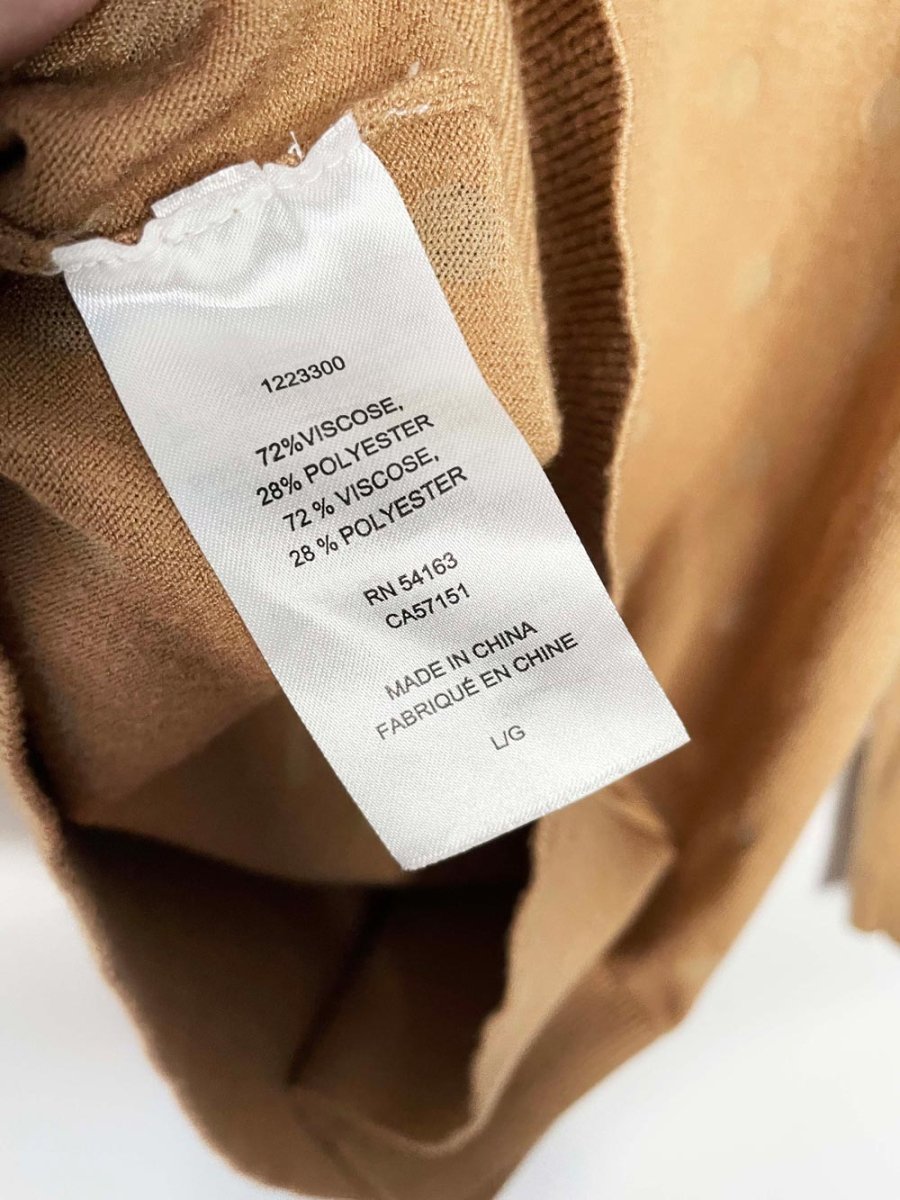 1223300
72%VISCOSE,
28% POLYESTER
72 % VISCOSE,
28 % POLYESTER
RN 54163
CA57151
MADE IN CHINA
FABRIQUÉ EN CHINE
L/G